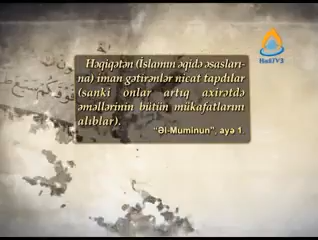 HadiTV3
Həqiqətən (İslamın əqidə əsasları-
na) iman gətirənlər nicat tapdılar
(sanki onlar artıq axirətdə
əməllərinin bütün mükafatlarını
alıblar).
“Əl-Muminun”, ayə 1.